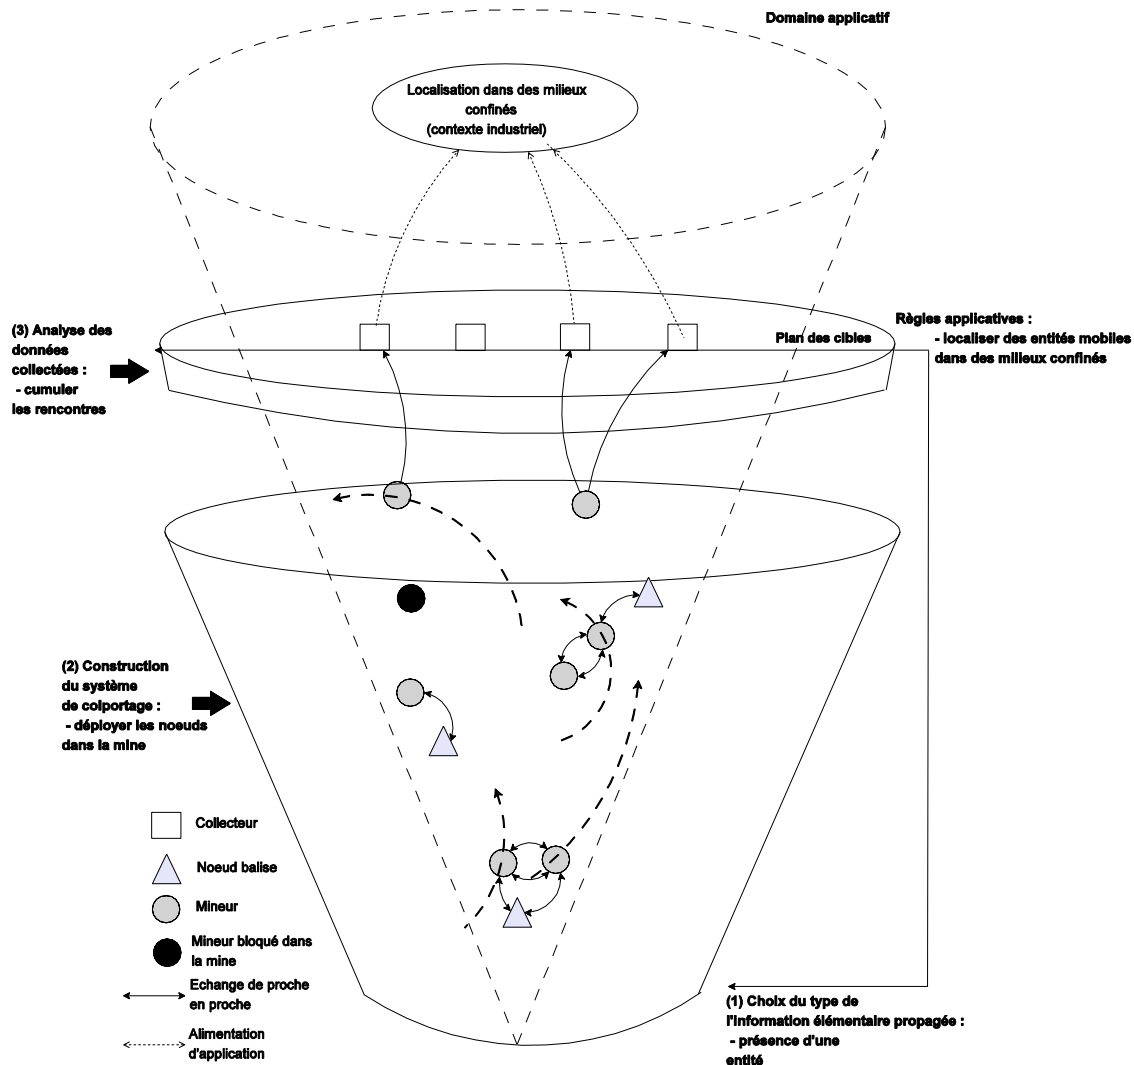 Domaine applicatif
Localisation dans des milieux
confinés
(contexte industriel)
(3) Analyse des
données
collectées :
- cumuler
les rencontres
Plan des cibles
Règles applicatives :
- localiser des entités mobiles
dans des milieux confinés
(2) Construction
du système
de colportage :
- déployer les noeuds
dans la mine
Collecteur
Noeud balise
Mineur
Mineur bloqué dans
la mine
Echange de proche
en proche
Alimentation
d'application
(1) Choix du type de
l'information élémentaire propagée :
- présence d'une
entité